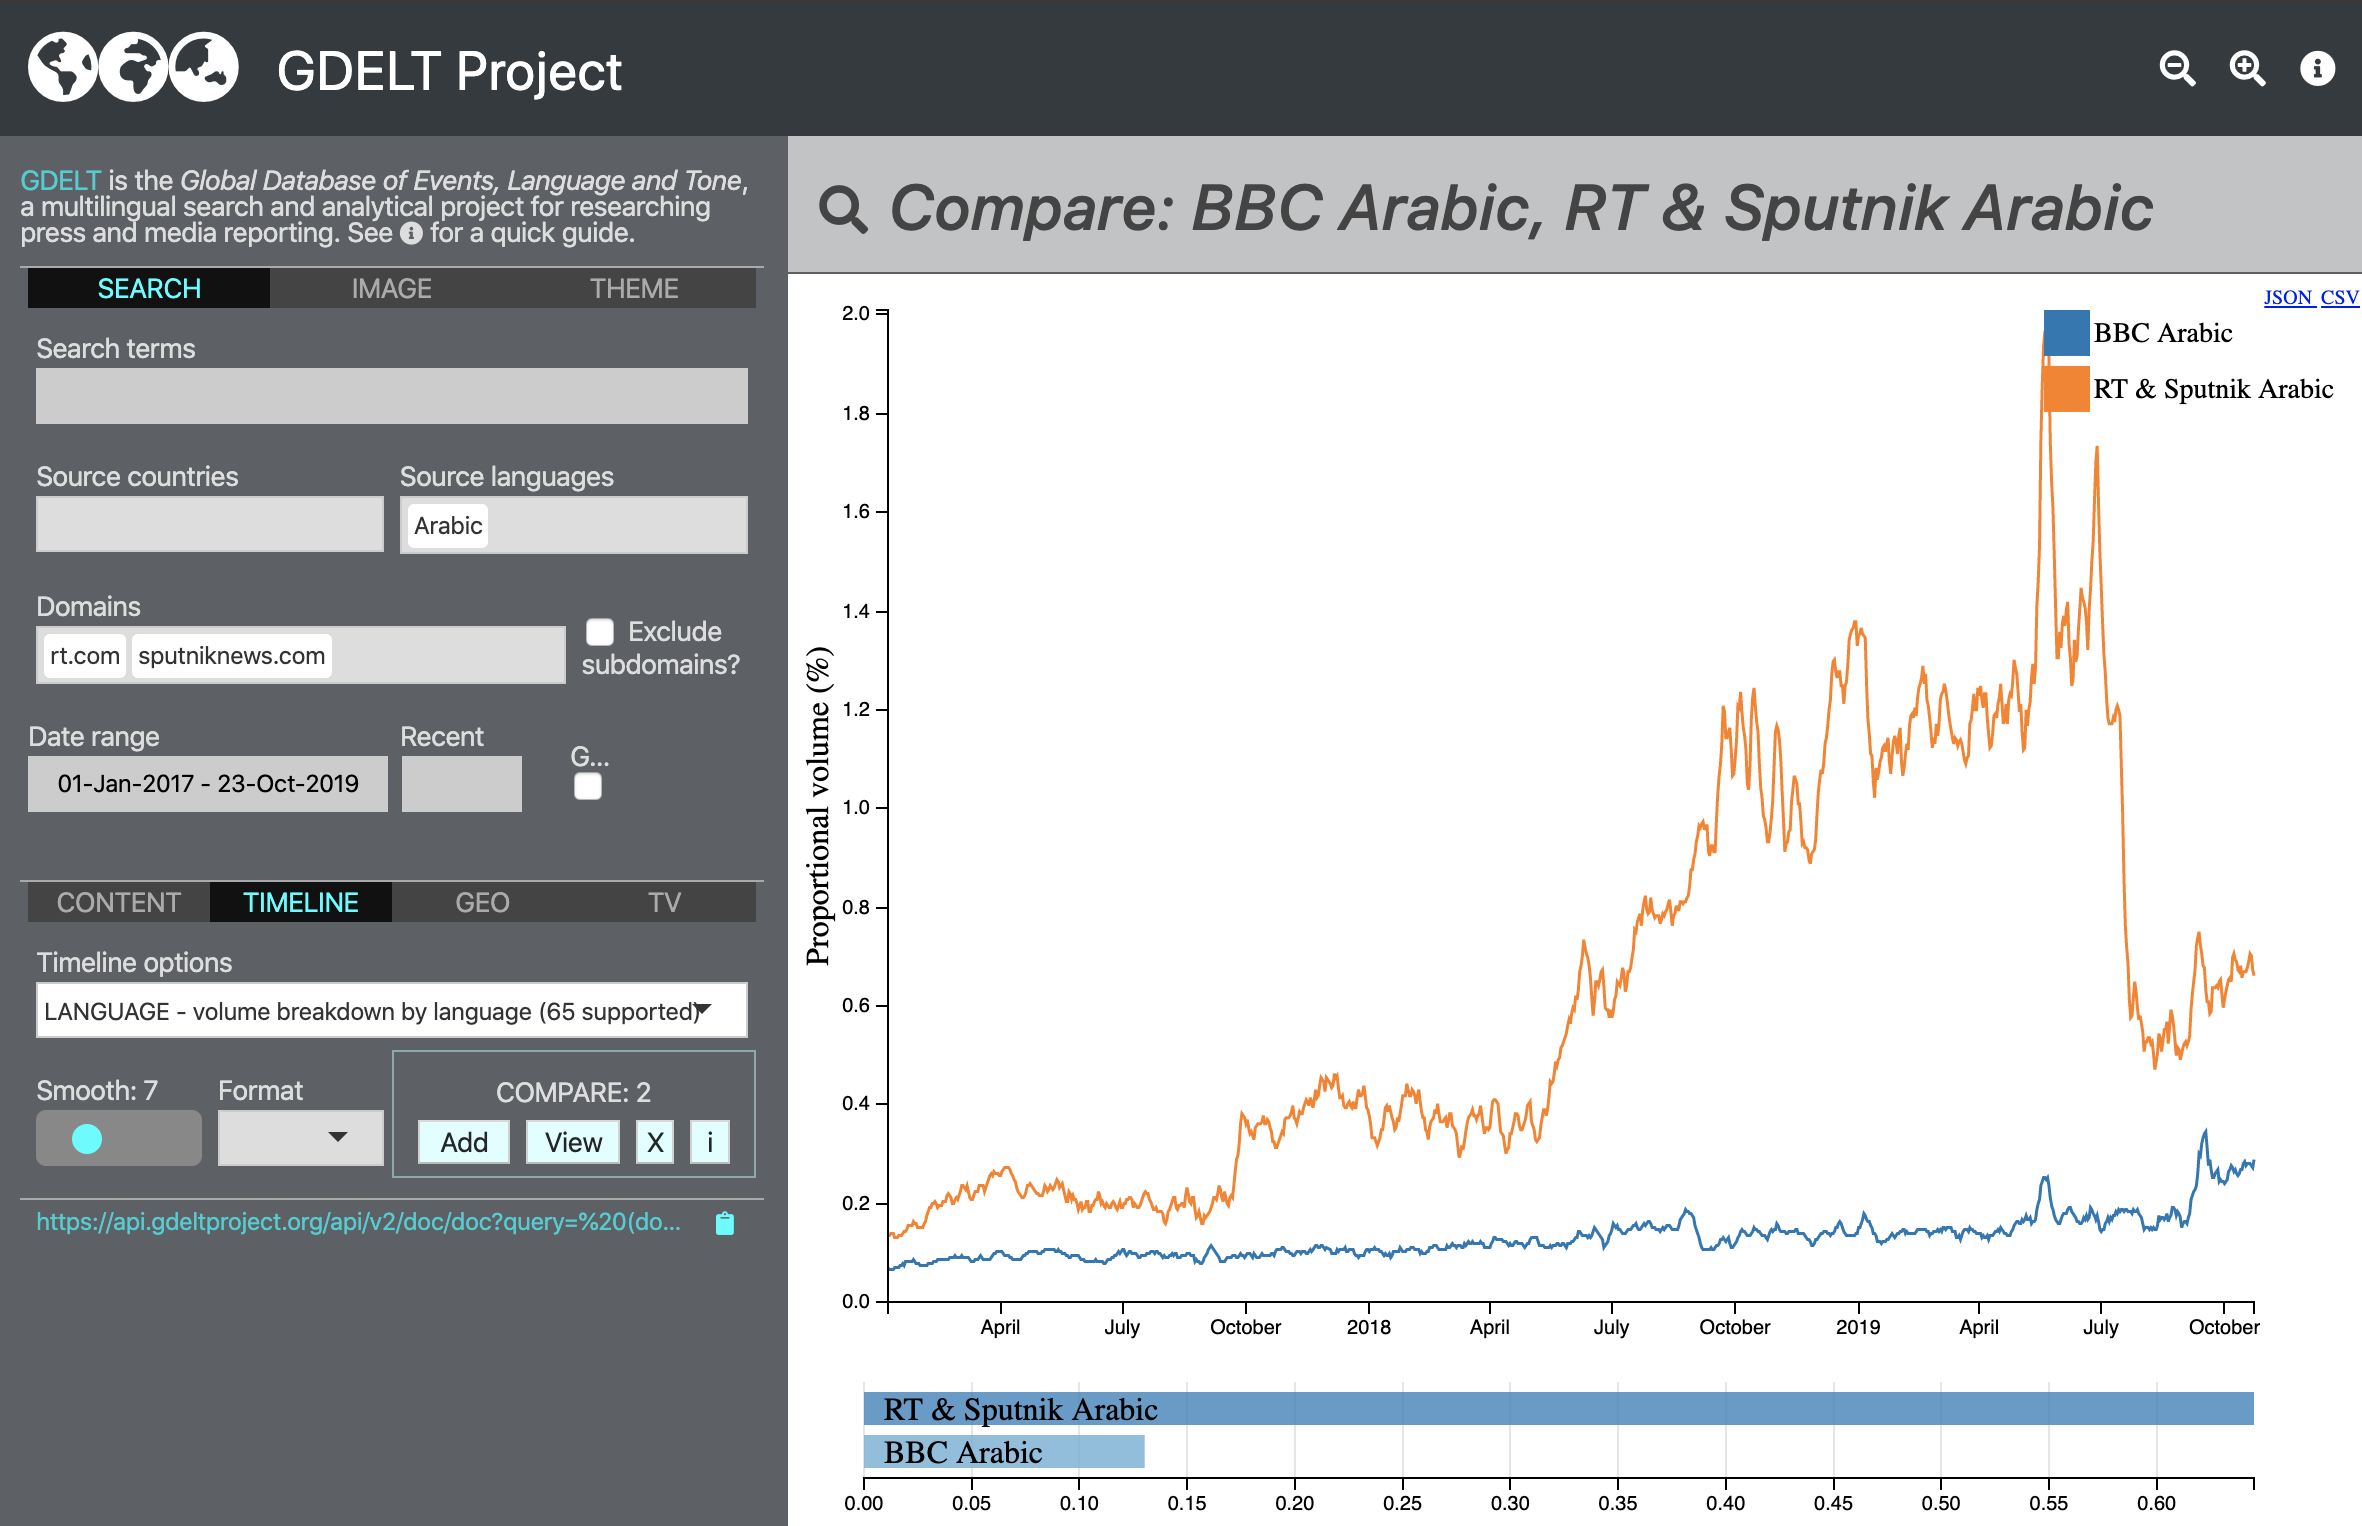 GDELT Project
GDELT is the Global Database of Events, Language and Tone,
a multilingual search and analytical project for researching
press and media reporting. See i for a quick guide.
SEARCH IMAGE THEME
Search terms
Source countries Source languages
Arabic
Domains
rt.com sputniknews.com
Exclude
subdomains?
Date range Recent G...
01-Jan-2017 - 23-Oct-2019
CONTENT TIMELINE GEO TV
Timeline options
LANGUAGE - volume breakdown by language (65 supported)
Smooth: 7 Format
COMPARE: 2
Add View X i
https://api.gdeltproject.org/api/v2/doc/doc?query=%20(do...
Compare: BBC Arabic, RT & Sputnik Arabic
JSON CSV
BBC Arabic
RT & Sputnik Arabic
Proportional volume (%)
2.0
1.8
1.6
1.4
1.2
1.0
0.8
0.6
0.4
0.2
0.0
April July October 2018 April July October 2019 April July October
RT & Sputnik Arabic
BBC Arabic
0.00 0.05 0.10 0.15 0.20 0.25 0.30 0.35 0.40 0.45 0.50 0.55 0.60